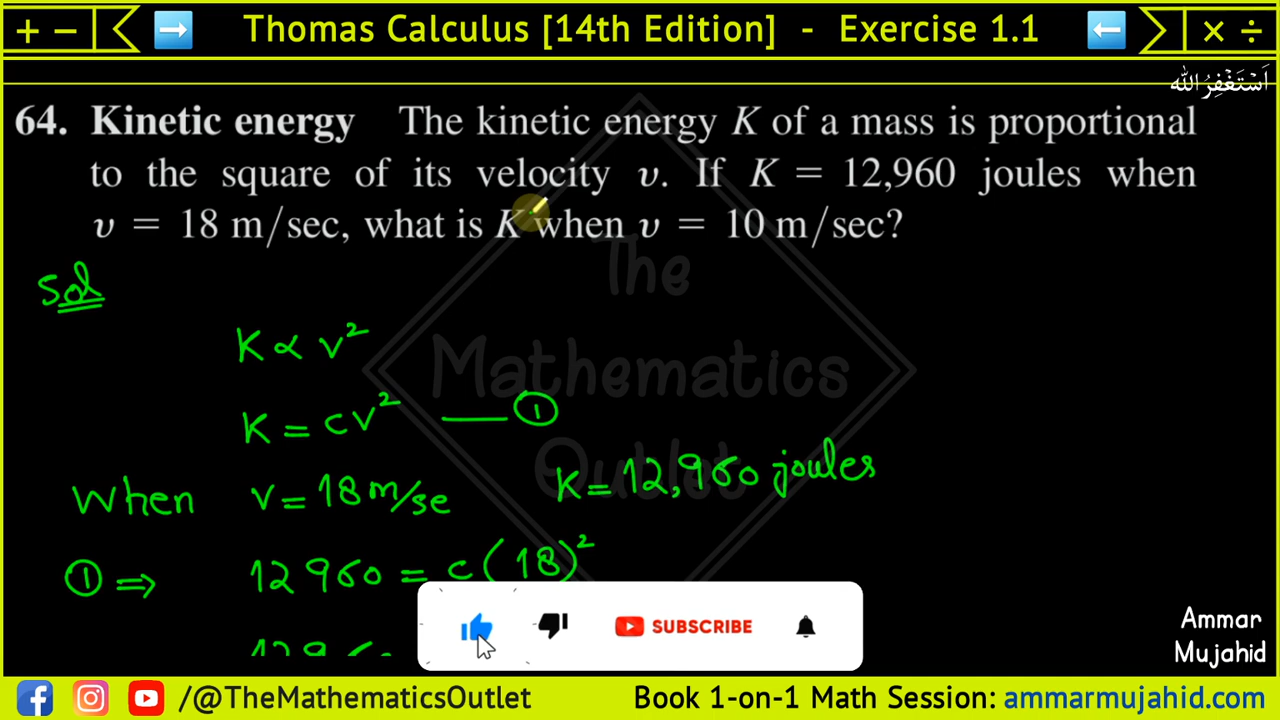 + − Thomas Calculus [14th Edition] - Exercise 1.1 × ÷
اَسْتَغْفِرُ اللّٰه
64. Kinetic energy The kinetic energy K of a mass is proportional
to the square of its velocity v. If K = 12,960 joules when
v = 18 m/sec, what is K when v = 10 m/sec?
Sol
The
Mathematics
Outlet
K ∝ v²
K = cv² — ①
When v = 18 m/se K = 12,960 joules
① ⇒ 12960 = c(18)²
SUBSCRIBE
Ammar
Mujahid
/@TheMathematicsOutlet Book 1-on-1 Math Session: ammarmujahid.com